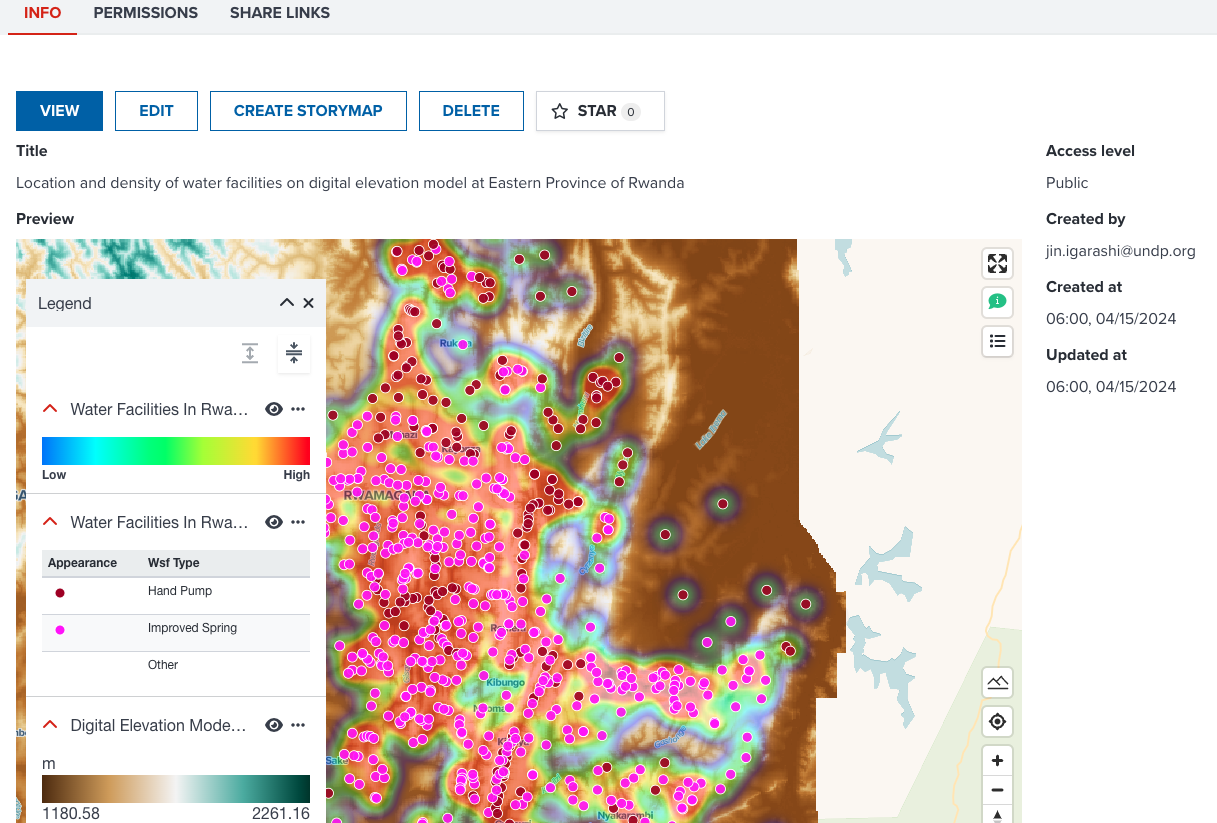 INFO PERMISSIONS SHARE LINKS
VIEW EDIT CREATE STORYMAP DELETE STAR 0
Title
Location and density of water facilities on digital elevation model at Eastern Province of Rwanda
Preview
Legend
Water Facilities In Rwa...
Low High
Water Facilities In Rwa...
Appearance Wsf Type
Hand Pump
Improved Spring
Other
Digital Elevation Mode...
m
1180.58 2261.16
RWAMAGANA
Kibungo
Nyakarambi
Access level
Public
Created by
jin.igarashi@undp.org
Created at
06:00, 04/15/2024
Updated at
06:00, 04/15/2024